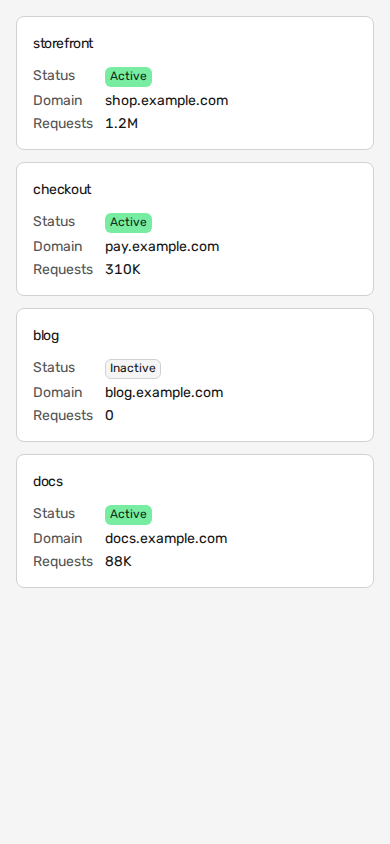 storefront
Status Active
Domain shop.example.com
Requests 1.2M
checkout
Status Active
Domain pay.example.com
Requests 310K
blog
Status Inactive
Domain blog.example.com
Requests 0
docs
Status Active
Domain docs.example.com
Requests 88K